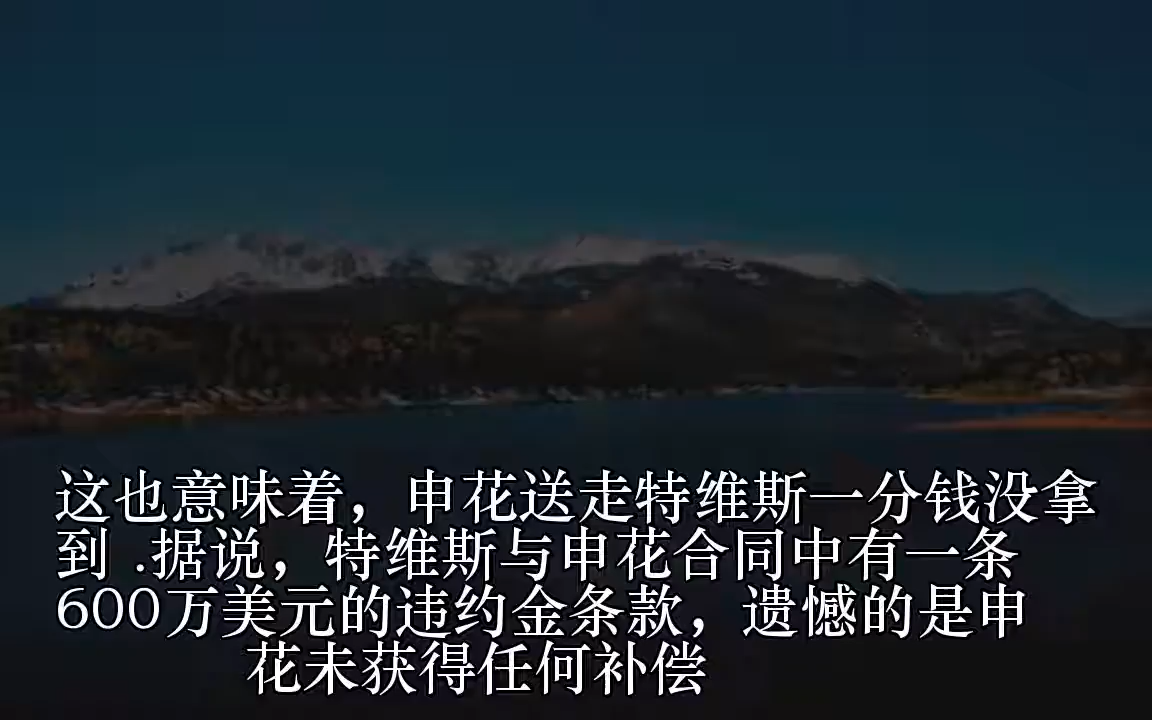 这也意味着，申花送走特维斯一分钱没拿
到 .据说，特维斯与申花合同中有一条
600万美元的违约金条款，遗憾的是申
花未获得任何补偿